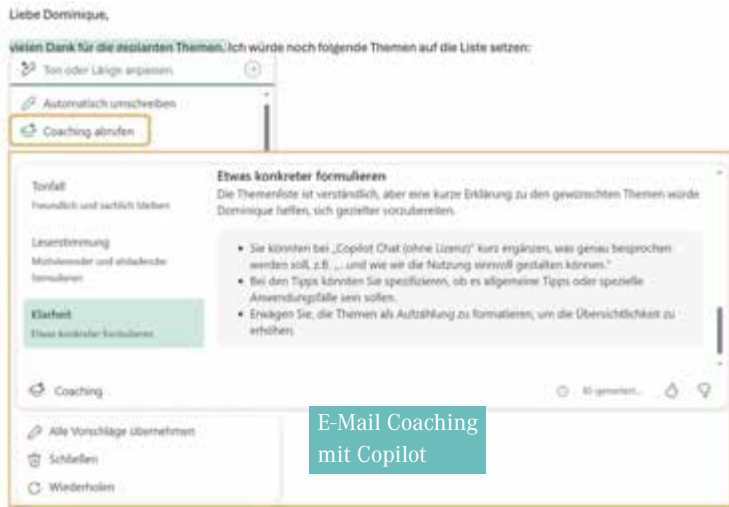 Liebe Dominique,
vielen Dank für die geplanten Themen. Ich würde noch folgende Themen auf die Liste setzen:
Ton oder Länge anpassen
Automatisch umschreiben
Coaching abrufen
Tonfall
Freundlich und sachlich bleiben
Leserstimmung
Motivierender und einladender
formulieren
Klarheit
Etwas konkreter formulieren
Etwas konkreter formulieren
Die Themenliste ist verständlich, aber eine kurze Erklärung zu den gewünschten Themen würde
Dominique helfen, sich gezielter vorzubereiten.
• Sie könnten bei „Copilot Chat (ohne Lizenz)" kurz ergänzen, was genau besprochen
werden soll, z.B. „...und wie wir die Nutzung sinnvoll gestalten können."
• Bei den Tipps könnten Sie spezifizieren, ob es allgemeine Tipps oder spezielle
Anwendungsfälle sein sollen.
• Erwägen Sie, die Themen als Aufzählung zu formatieren, um die Übersichtlichkeit zu
erhöhen.
Coaching
KI-generiert...
Alle Vorschläge übernehmen
Schließen
Wiederholen
E-Mail Coaching
mit Copilot